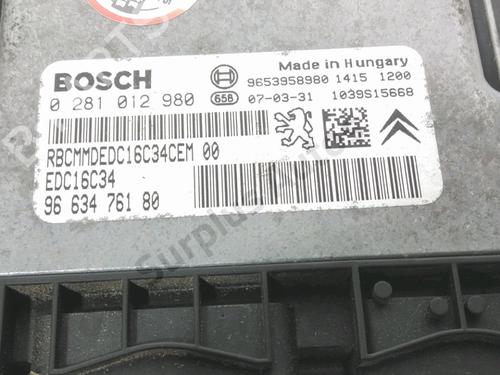 BOSCH
Made in Hungary
9653958980 1415 1200
0 281 012 980
658 07-03-31 1039S15668
RBCMMDEDC16C34CEM 00
EDC16C34
96 634 761 80